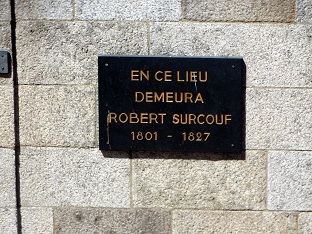 EN CE LIEU
DEMEURA
ROBERT SURCOUF
1801 - 1827